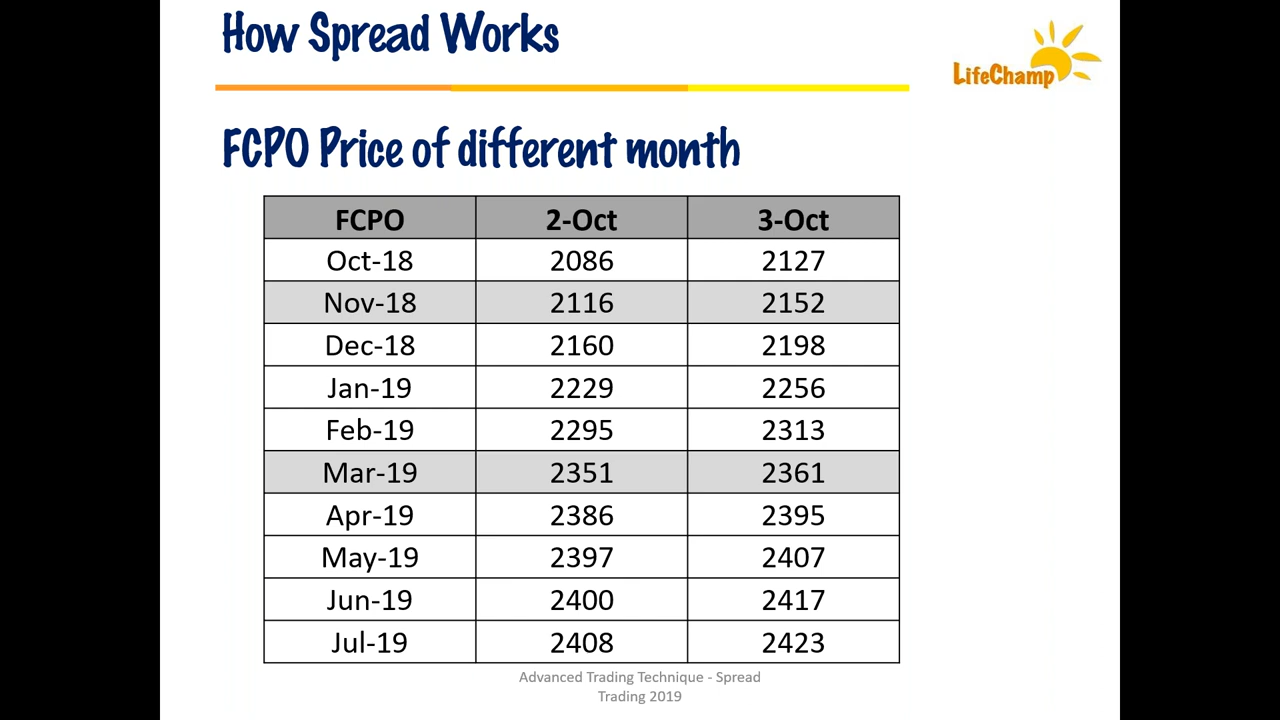 How Spread Works
LifeChamp
FCPO Price of different month
FCPO 2-Oct 3-Oct
Oct-18 2086 2127
Nov-18 2116 2152
Dec-18 2160 2198
Jan-19 2229 2256
Feb-19 2295 2313
Mar-19 2351 2361
Apr-19 2386 2395
May-19 2397 2407
Jun-19 2400 2417
Jul-19 2408 2423
Advanced Trading Technique - Spread
Trading 2019